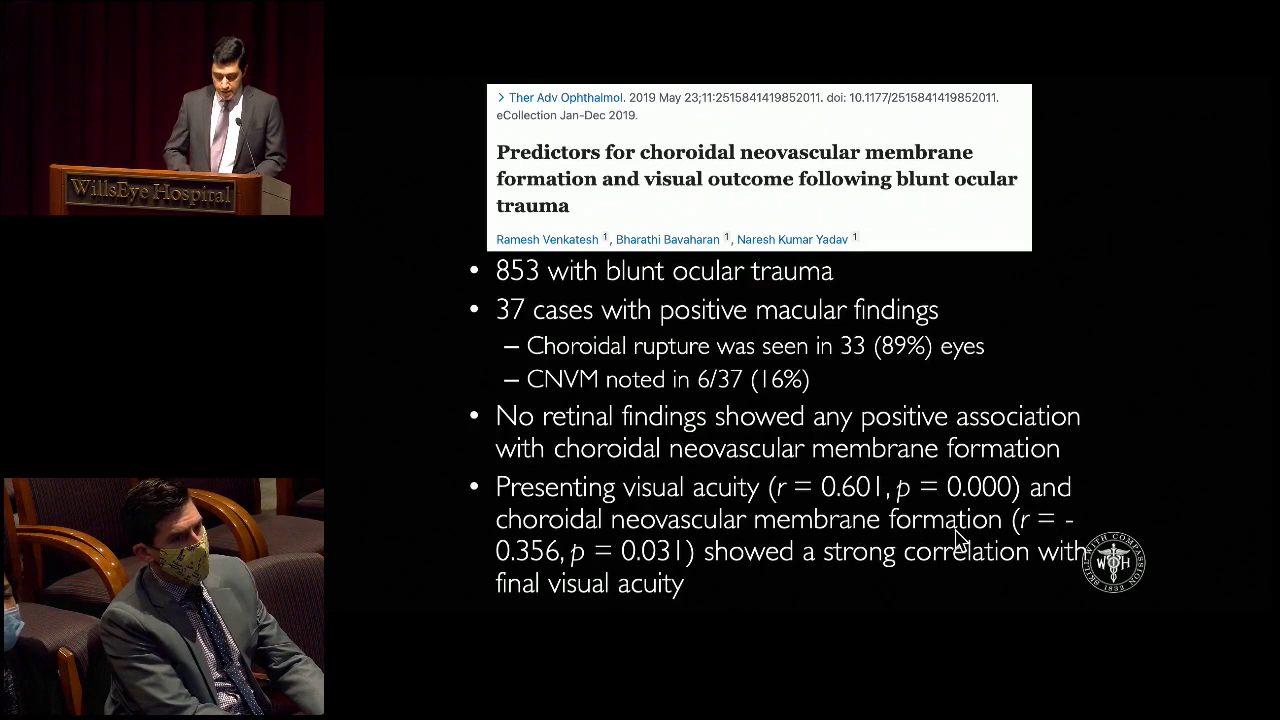 WillsEye Hospital
> Ther Adv Ophthalmol. 2019 May 23;11:2515841419852011. doi: 10.1177/2515841419852011.
eCollection Jan-Dec 2019.
Predictors for choroidal neovascular membrane
formation and visual outcome following blunt ocular
trauma
Ramesh Venkatesh 1, Bharathi Bavaharan 1, Naresh Kumar Yadav 1
• 853 with blunt ocular trauma
• 37 cases with positive macular findings
– Choroidal rupture was seen in 33 (89%) eyes
– CNVM noted in 6/37 (16%)
• No retinal findings showed any positive association
with choroidal neovascular membrane formation
• Presenting visual acuity (r = 0.601, p = 0.000) and
choroidal neovascular membrane formation (r = -
0.356, p = 0.031) showed a strong correlation with
final visual acuity
SKILL WITH COMPASSION
W H
1832